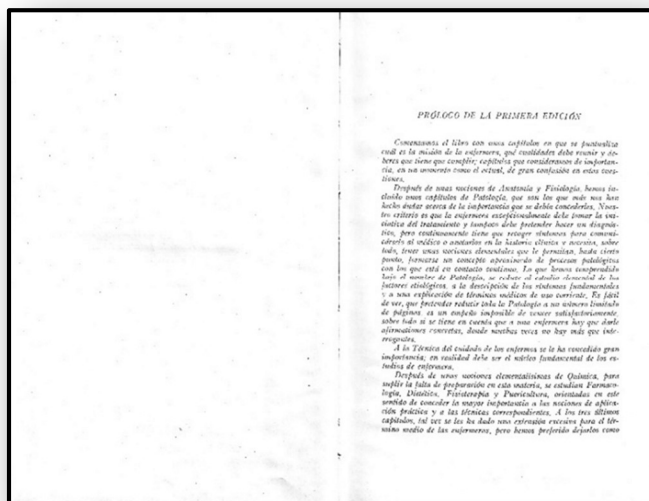 PRÓLOGO DE LA PRIMERA EDICIÓN
Comenzamos el libro con unos capítulos en que se puntualiza
cuál es la misión de la enfermera, qué cualidades debe reunir y de-
beres que tiene que cumplir; capítulos que consideramos de importan-
cia, en un momento como el actual, de gran confusión en estas cues-
tiones.
Después de unas nociones de Anatomía y Fisiología, hemos in-
cluido unos capítulos de Patología, que son los que más nos han
hecho dudar acerca de la importancia que se debía concederles. Nues-
tro criterio es que la enfermera excepcionalmente debe tomar la ini-
ciativa del tratamiento y tampoco debe pretender hacer un diagnós-
tico, pero continuamente tiene que recoger síntomas para comuni-
cárselo al médico o anotarlos en la historia clínica y necesita, sobre
todo, tener unas nociones elementales que le permitan, hasta cierto
punto, formarse un concepto aproximado de procesos patológicos
con los que está en contacto continuo. Lo que hemos comprendido
bajo el nombre de Patología, se reduce al estudio elemental de los
factores etiológicos, a la descripción de los síntomas fundamentales
y a una explicación de términos médicos de uso corriente. Es fácil
de ver, que pretender reducir toda la Patología a un número limitado
de páginas, es un empeño imposible de vencer satisfactoriamente,
sobre todo si se tiene en cuenta que a una enfermera hay que darle
afirmaciones concretas, donde muchas veces no hay más que inte-
rrogantes.
A la Técnica del cuidado de los enfermos se le ha concedido gran
importancia; en realidad debe ser el núcleo fundamental de los es-
tudios de enfermera.
Después de unas nociones elementalísimas de Química, para
suplir la falta de preparación en esta materia, se estudian Farmaco-
logía, Dietética, Fisioterapia y Puericultura, orientadas en este
sentido de conceder la mayor importancia a las nociones de aplica-
ción práctica y a las técnicas correspondientes. A los tres últimos
capítulos, tal vez se les ha dado una extensión excesiva para el tér-
mino medio de las enfermeras, pero hemos preferido dejarlos como